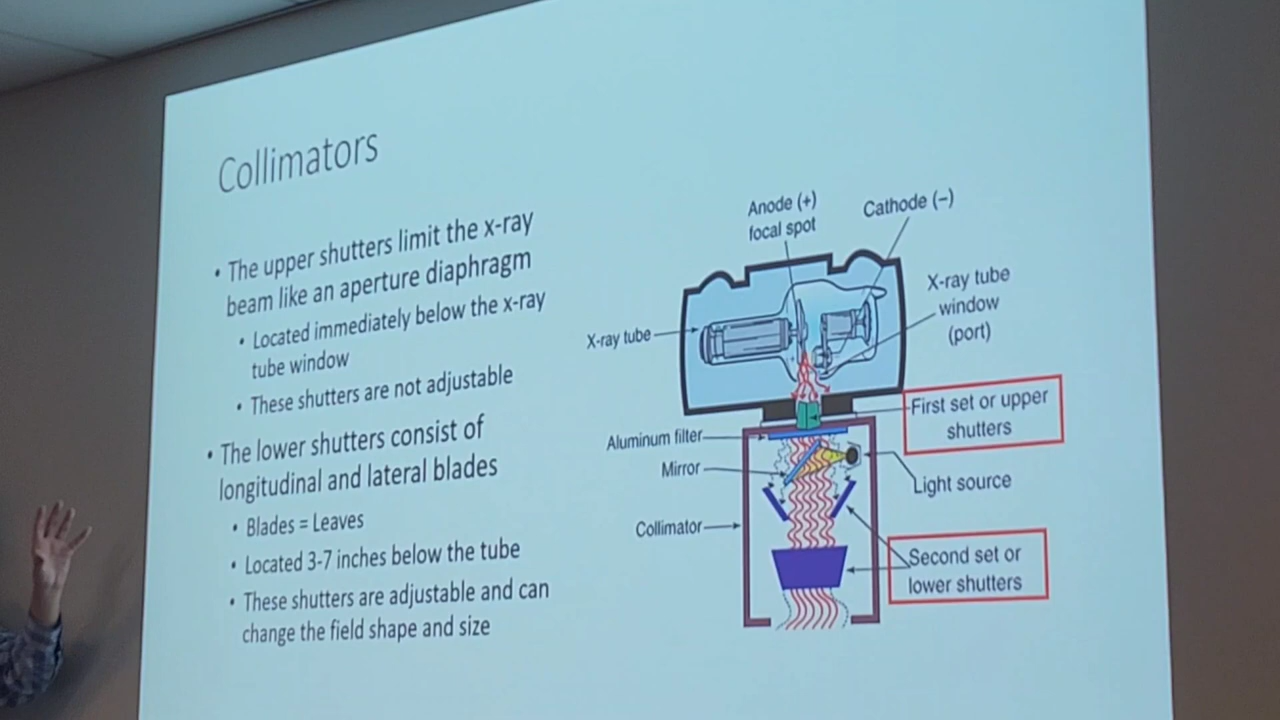 Collimators
• The upper shutters limit the x-ray
beam like an aperture diaphragm
• Located immediately below the x-ray
tube window
• These shutters are not adjustable
• The lower shutters consist of
longitudinal and lateral blades
• Blades = Leaves
• Located 3-7 inches below the tube
• These shutters are adjustable and can
change the field shape and size
Anode (+)
focal spot
Cathode (−)
X-ray tube
window
(port)
X-ray tube
First set or upper
shutters
Aluminum filter
Mirror
Light source
Collimator
Second set or
lower shutters